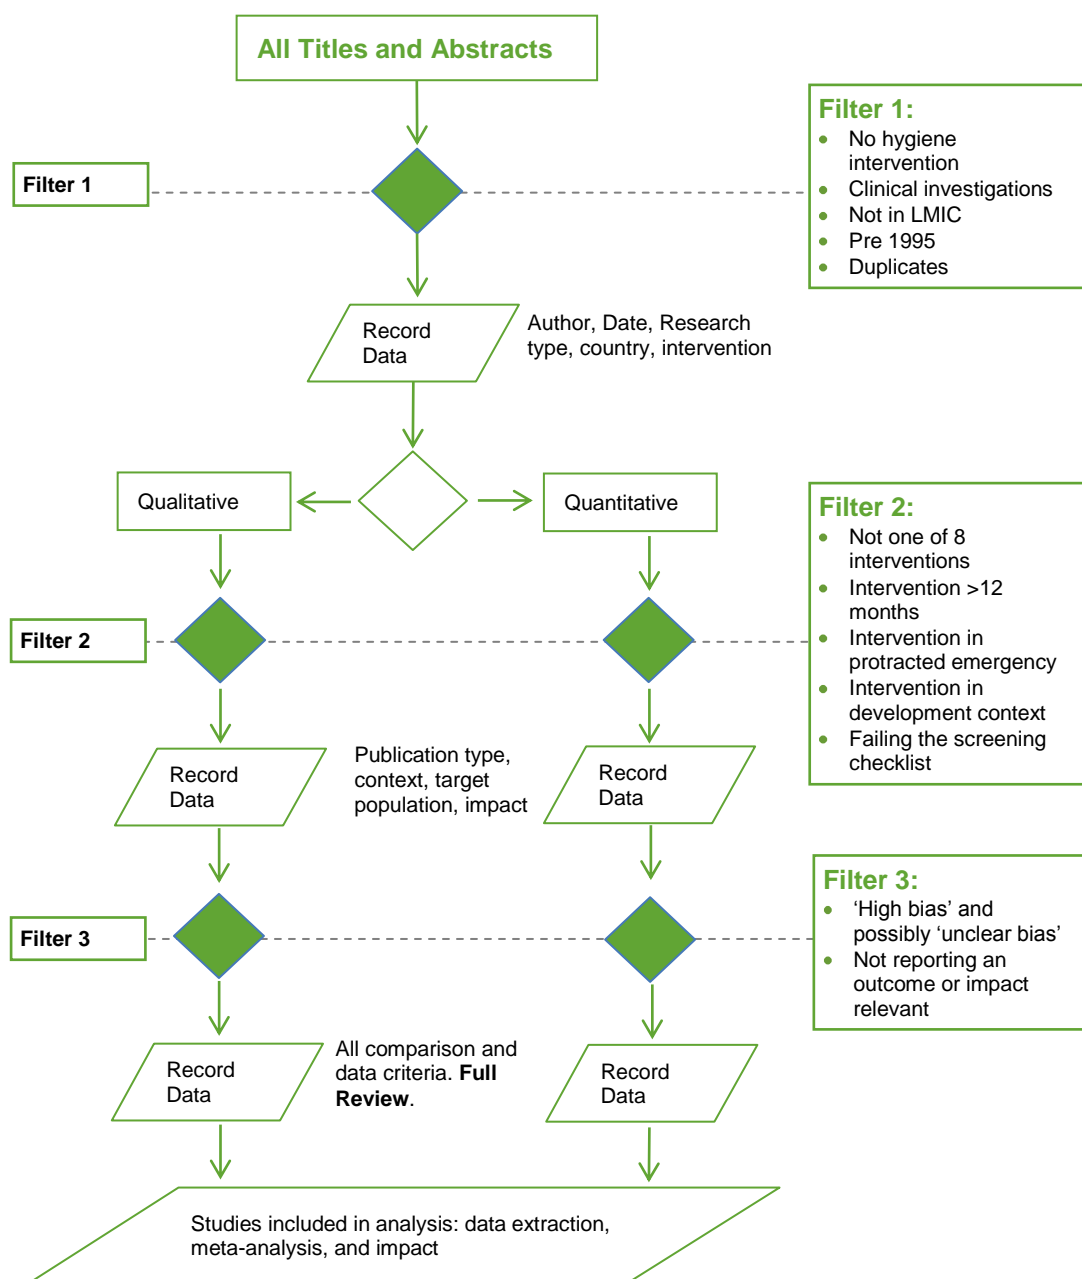 All Titles and Abstracts
Filter 1:
• No hygiene
intervention
• Clinical investigations
• Not in LMIC
• Pre 1995
• Duplicates
Filter 1
Record
Data
Author, Date, Research
type, country, intervention
Qualitative
Quantitative
Filter 2:
• Not one of 8
interventions
• Intervention >12
months
• Intervention in
protracted emergency
• Intervention in
development context
• Failing the screening
checklist
Filter 2
Record
Data
Publication type,
context, target
population, impact
Record
Data
Filter 3:
• ‘High bias’ and
possibly ‘unclear bias’
• Not reporting an
outcome or impact
relevant
Filter 3
Record
Data
All comparison and
data criteria. Full
Review.
Record
Data
Studies included in analysis: data extraction,
meta-analysis, and impact